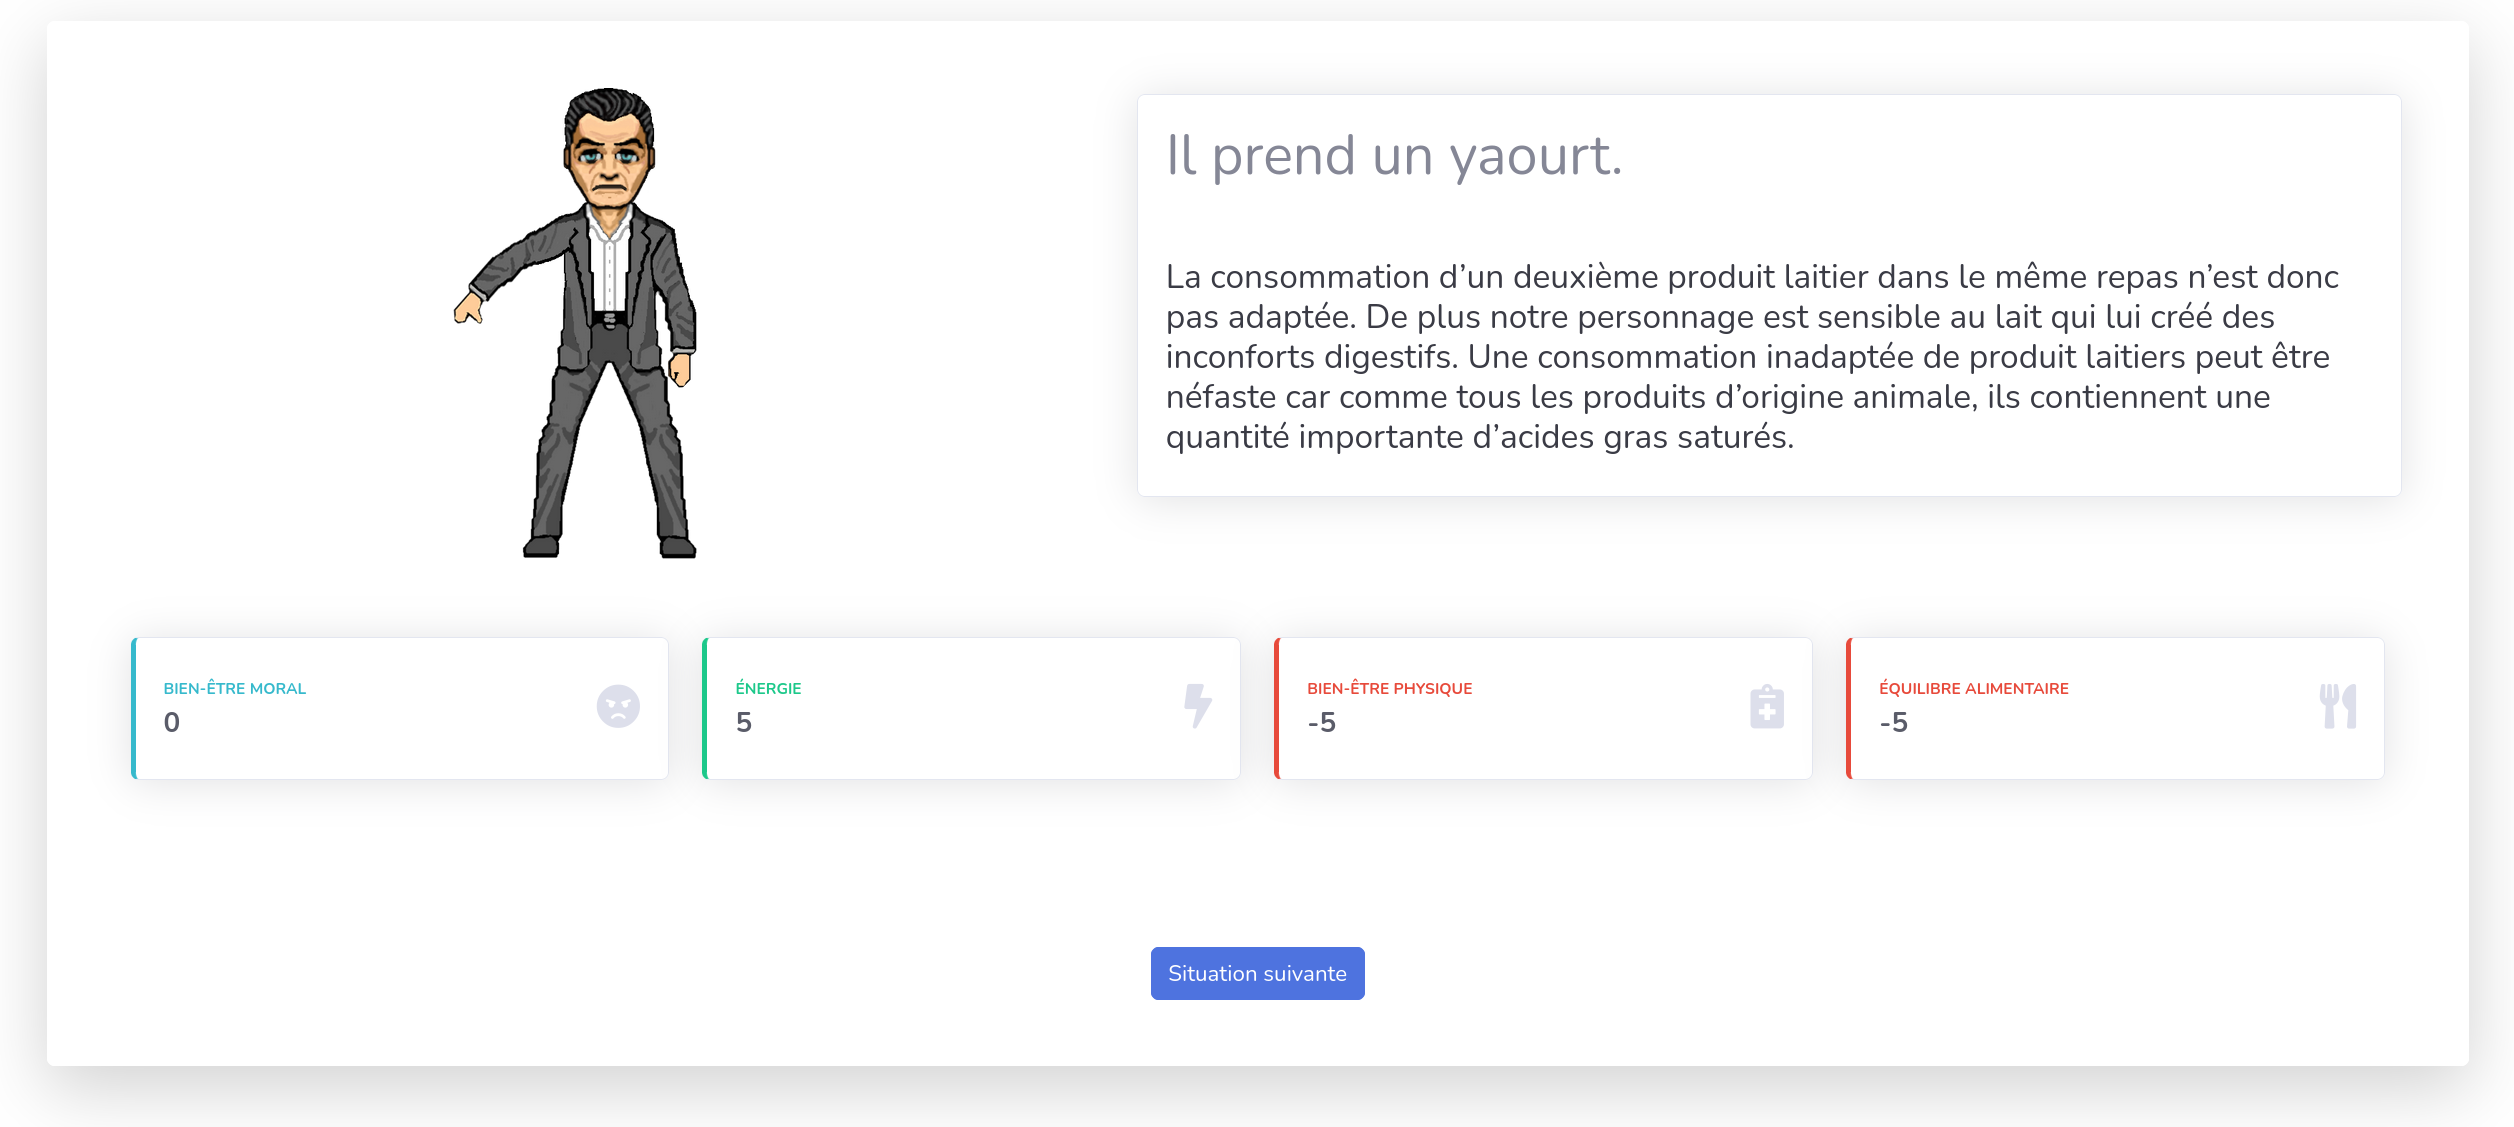 Il prend un yaourt.
La consommation d’un deuxième produit laitier dans le même repas n’est donc
pas adaptée. De plus notre personnage est sensible au lait qui lui créé des
inconforts digestifs. Une consommation inadaptée de produit laitiers peut être
néfaste car comme tous les produits d’origine animale, ils contiennent une
quantité importante d’acides gras saturés.
BIEN-ÊTRE MORAL
0
ÉNERGIE
5
BIEN-ÊTRE PHYSIQUE
-5
ÉQUILIBRE ALIMENTAIRE
-5
Situation suivante